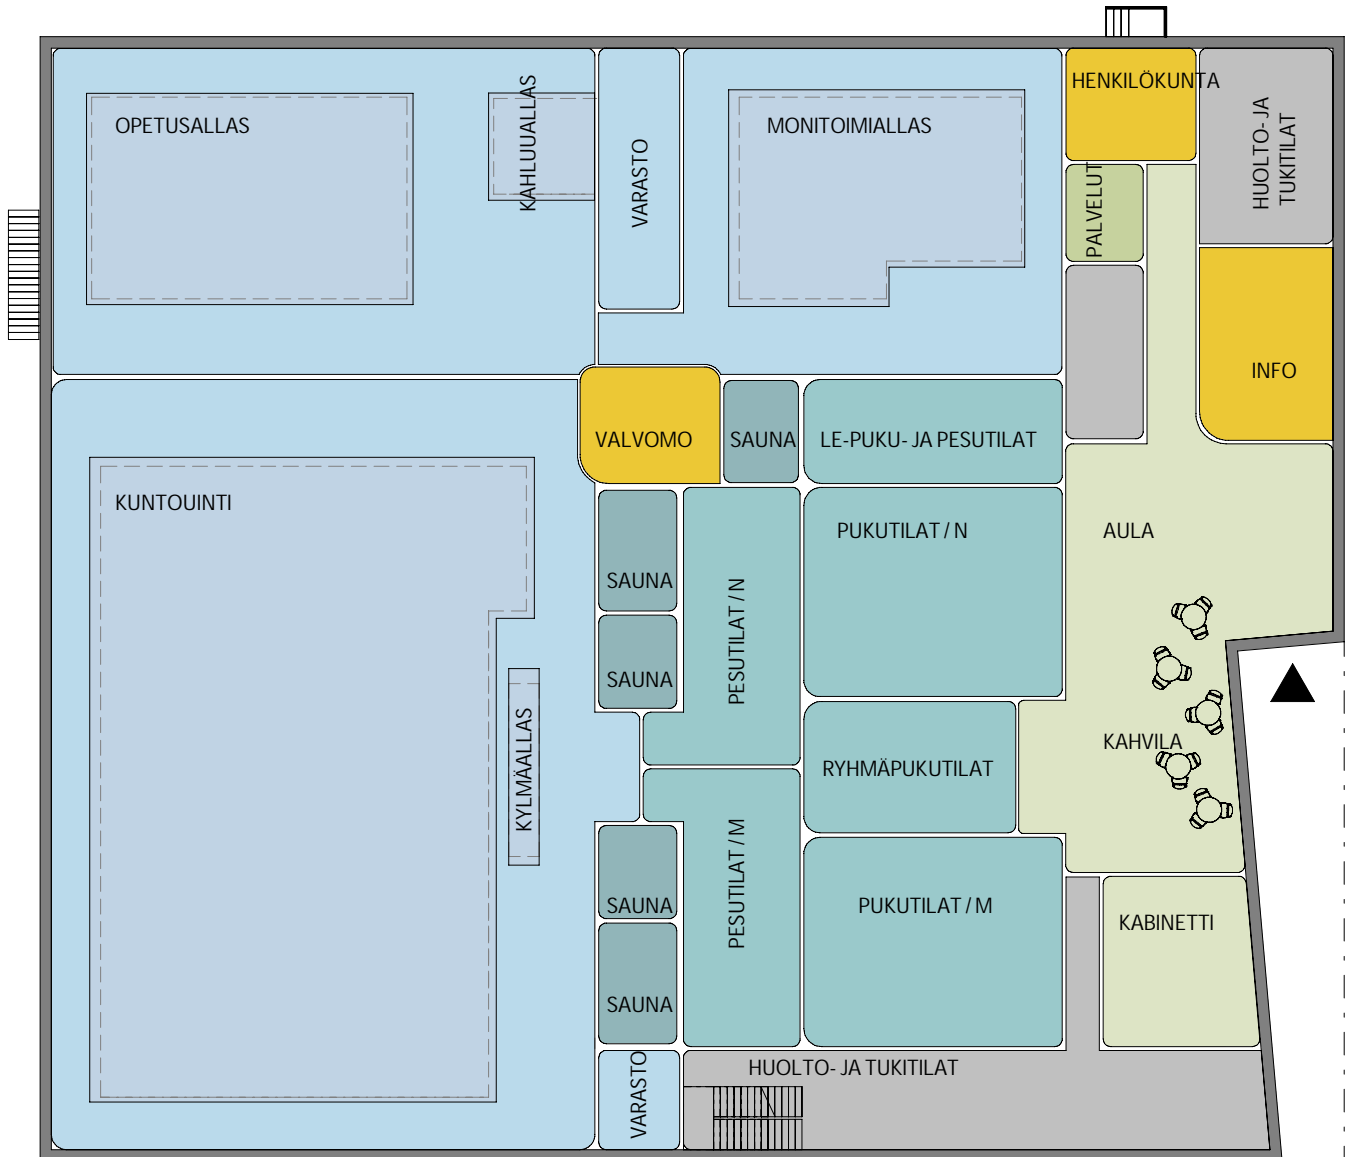 HENKILÖKUNTA
OPETUSALLAS
KAHLUUALLAS
VARASTO
MONITOIMIALLAS
HUOLTO- JA
TUKITILAT
PALVELUT
INFO
VALVOMO
SAUNA
LE-PUKU- JA PESUTILAT
KUNTOUINTI
PUKUTILAT / N
AULA
SAUNA
PESUTILAT / N
SAUNA
KYLMÄALLAS
RYHMÄPUKUTILAT
KAHVILA
SAUNA
PESUTILAT / M
PUKUTILAT / M
KABINETTI
SAUNA
VARASTO
HUOLTO- JA TUKITILAT